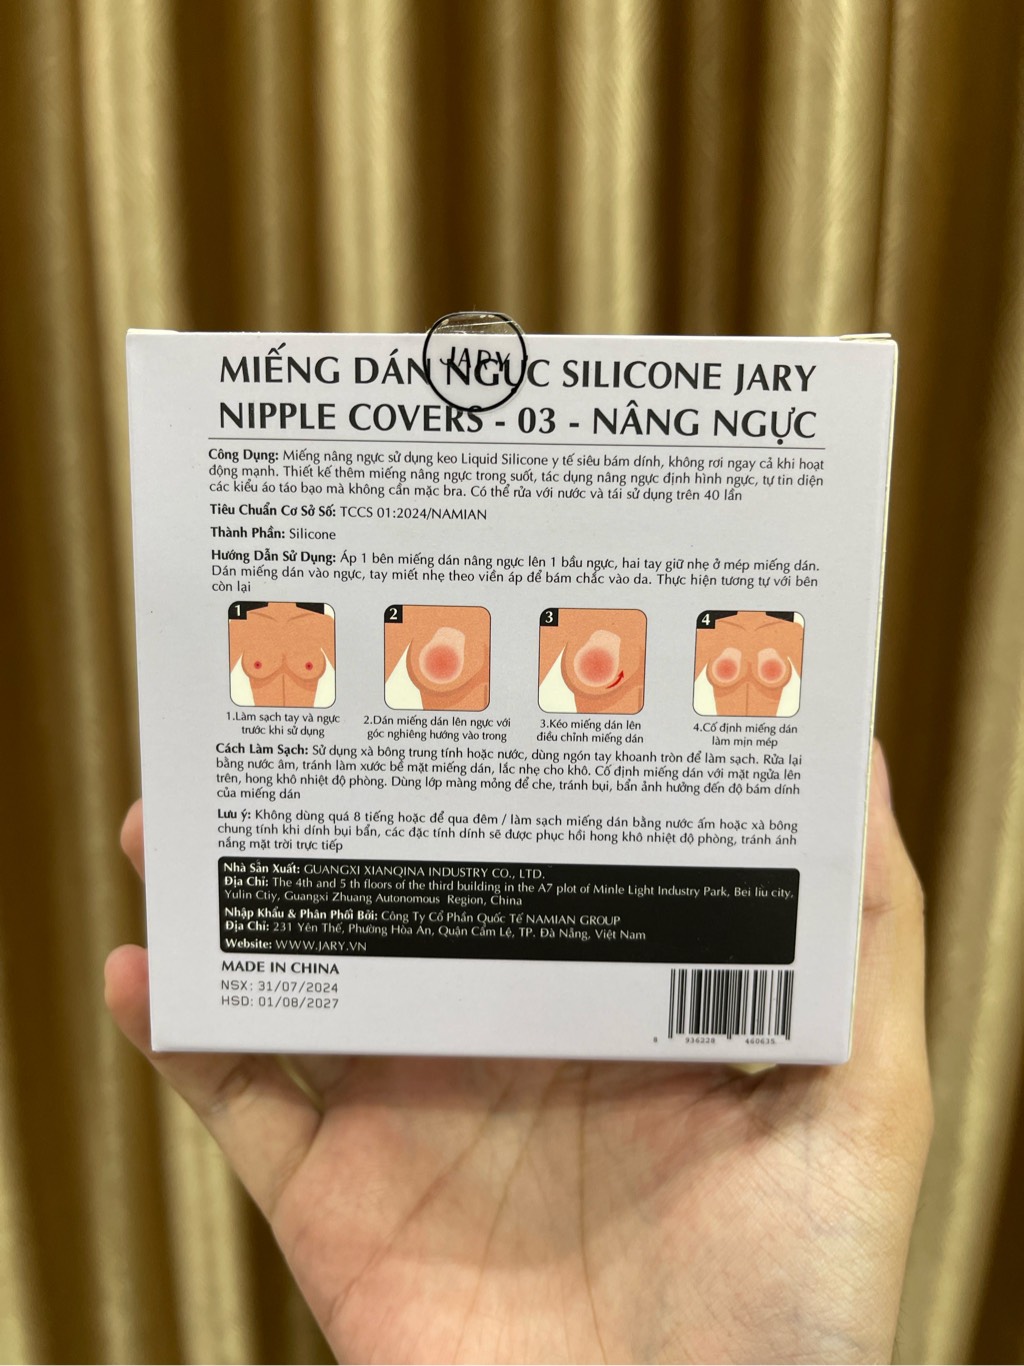 JARY
MIẾNG DÁN NGỰC SILICONE JARY
NIPPLE COVERS - 03 - NÂNG NGỰC
Công Dụng: Miếng nâng ngực sử dụng keo Liquid Silicone y tế siêu bám dính, không rơi ngay cả khi hoạt
động mạnh. Thiết kế thêm miếng nâng ngực trong suốt, tác dụng nâng ngực định hình ngực, tự tin diện
các kiểu áo táo bạo mà không cần mặc bra. Có thể rửa với nước và tái sử dụng trên 40 lần
Tiêu Chuẩn Cơ Sở Số: TCCS 01:2024/NAMIAN
Thành Phần: Silicone
Hướng Dẫn Sử Dụng: Áp 1 bên miếng dán nâng ngực lên 1 bầu ngực, hai tay giữ nhẹ ở mép miếng dán.
Dán miếng dán vào ngực, tay miết nhẹ theo viền áp để bám chắc vào da. Thực hiện tương tự với bên
còn lại
1
2
3
4
1.Làm sạch tay và ngực
trước khi sử dụng
2.Dán miếng dán lên ngực với
góc nghiêng hướng vào trong
3.Kéo miếng dán lên
điều chỉnh miếng dán
4.Cố định miếng dán
làm mịn mép
Cách Làm Sạch: Sử dụng xà bông trung tính hoặc nước, dùng ngón tay khoanh tròn để làm sạch. Rửa lại
bằng nước âm, tránh làm xước bề mặt miếng dán, lắc nhẹ cho khô. Cố định miếng dán với mặt ngửa lên
trên, hong khô nhiệt độ phòng. Dùng lớp màng mỏng để che, tránh bụi, bẩn ảnh hưởng đến độ bám dính
của miếng dán
Lưu ý: Không dùng quá 8 tiếng hoặc để qua đêm / làm sạch miếng dán bằng nước ấm hoặc xà bông
chung tính khi dính bụi bẩn, các đặc tính dính sẽ được phục hồi hong khô nhiệt độ phòng, tránh ánh
nắng mặt trời trực tiếp
Nhà Sản Xuất: GUANGXI XIANQINA INDUSTRY CO., LTD.
Địa Chỉ: The 4th and 5 th floors of the third building in the A7 plot of Minle Light Industry Park, Bei liu city,
Yulin Ctiy, Guangxi Zhuang Autonomous Region, China
Nhập Khẩu & Phân Phối Bởi: Công Ty Cổ Phần Quốc Tế NAMIAN GROUP
Địa Chỉ: 231 Yên Thế, Phường Hòa An, Quận Cẩm Lệ, TP. Đà Nẵng, Việt Nam
Website: WWW.JARY.VN
MADE IN CHINA
NSX: 31/07/2024
HSD: 01/08/2027
8 936228 460635